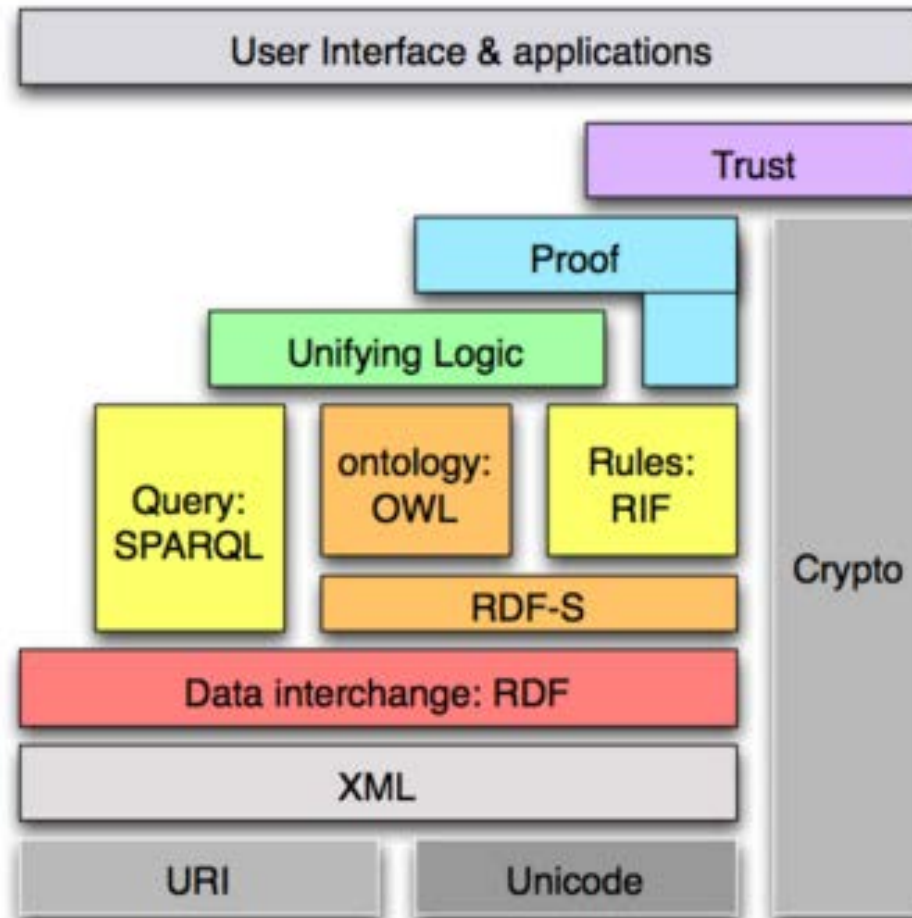 User Interface & applications
Trust
Proof
Unifying Logic
Query:
SPARQL
ontology:
OWL
Rules:
RIF
Crypto
RDF-S
Data interchange: RDF
XML
URI
Unicode